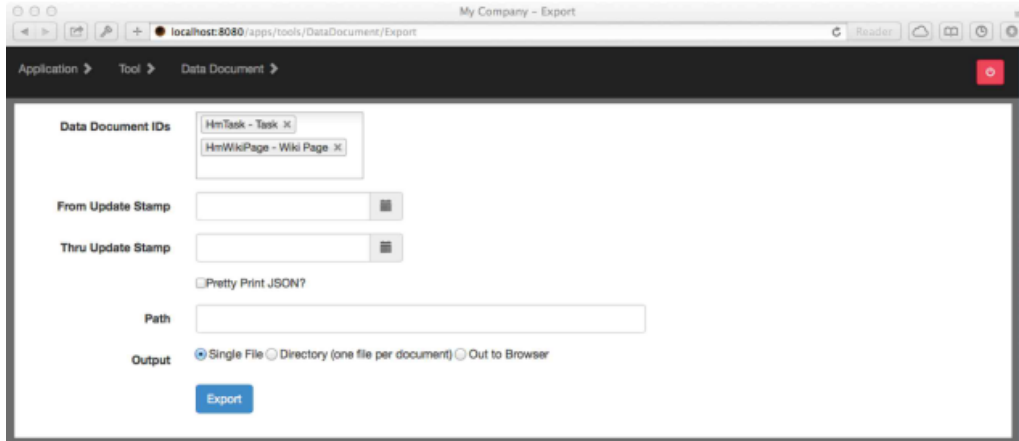 My Company – Export
localhost:8080/apps/tools/DataDocument/Export
Reader
Application Tool Data Document
Data Document IDs
HmTask - Task ×
HmWikiPage - Wiki Page ×
From Update Stamp
Thru Update Stamp
Pretty Print JSON?
Path
Output Single File Directory (one file per document) Out to Browser
Export